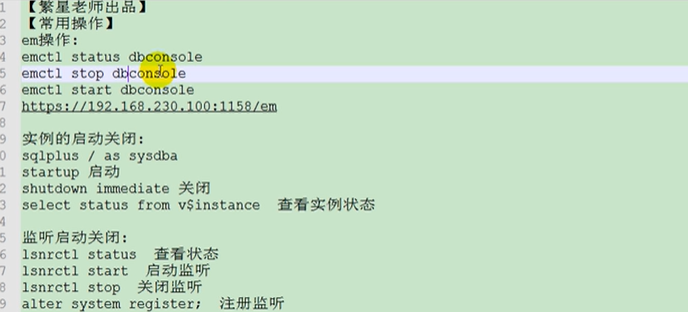 1 【繁星老师出品】
2 【常用操作】
3 em操作:
4 emctl status dbconsole
5 emctl stop dbconsole
6 emctl start dbconsole
7 https://192.168.230.100:1158/em
8
9 实例的启动关闭:
0 sqlplus / as sysdba
1 startup 启动
2 shutdown immediate 关闭
3 select status from v$instance 查看实例状态
4
5 监听启动关闭:
6 lsnrctl status 查看状态
7 lsnrctl start 启动监听
8 lsnrctl stop 关闭监听
9 alter system register; 注册监听